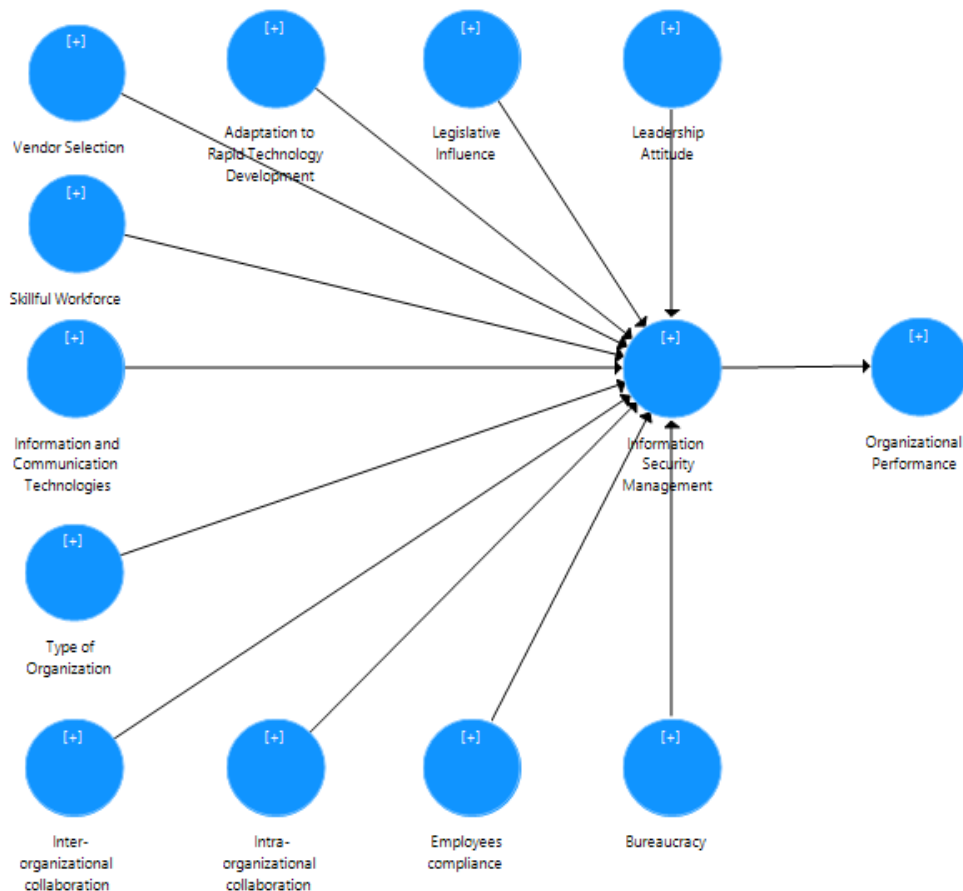 [+]
Vendor Selection
[+]
Adaptation to
Rapid Technology
Development
[+]
Legislative
Influence
[+]
Leadership
Attitude
[+]
Skillful Workforce
[+]
Information and
Communication
Technologies
[+]
Information
Security
Management
[+]
Organizational
Performance
[+]
Type of
Organization
[+]
Inter-
organizational
collaboration
[+]
Intra-
organizational
collaboration
[+]
Employees
compliance
[+]
Bureaucracy